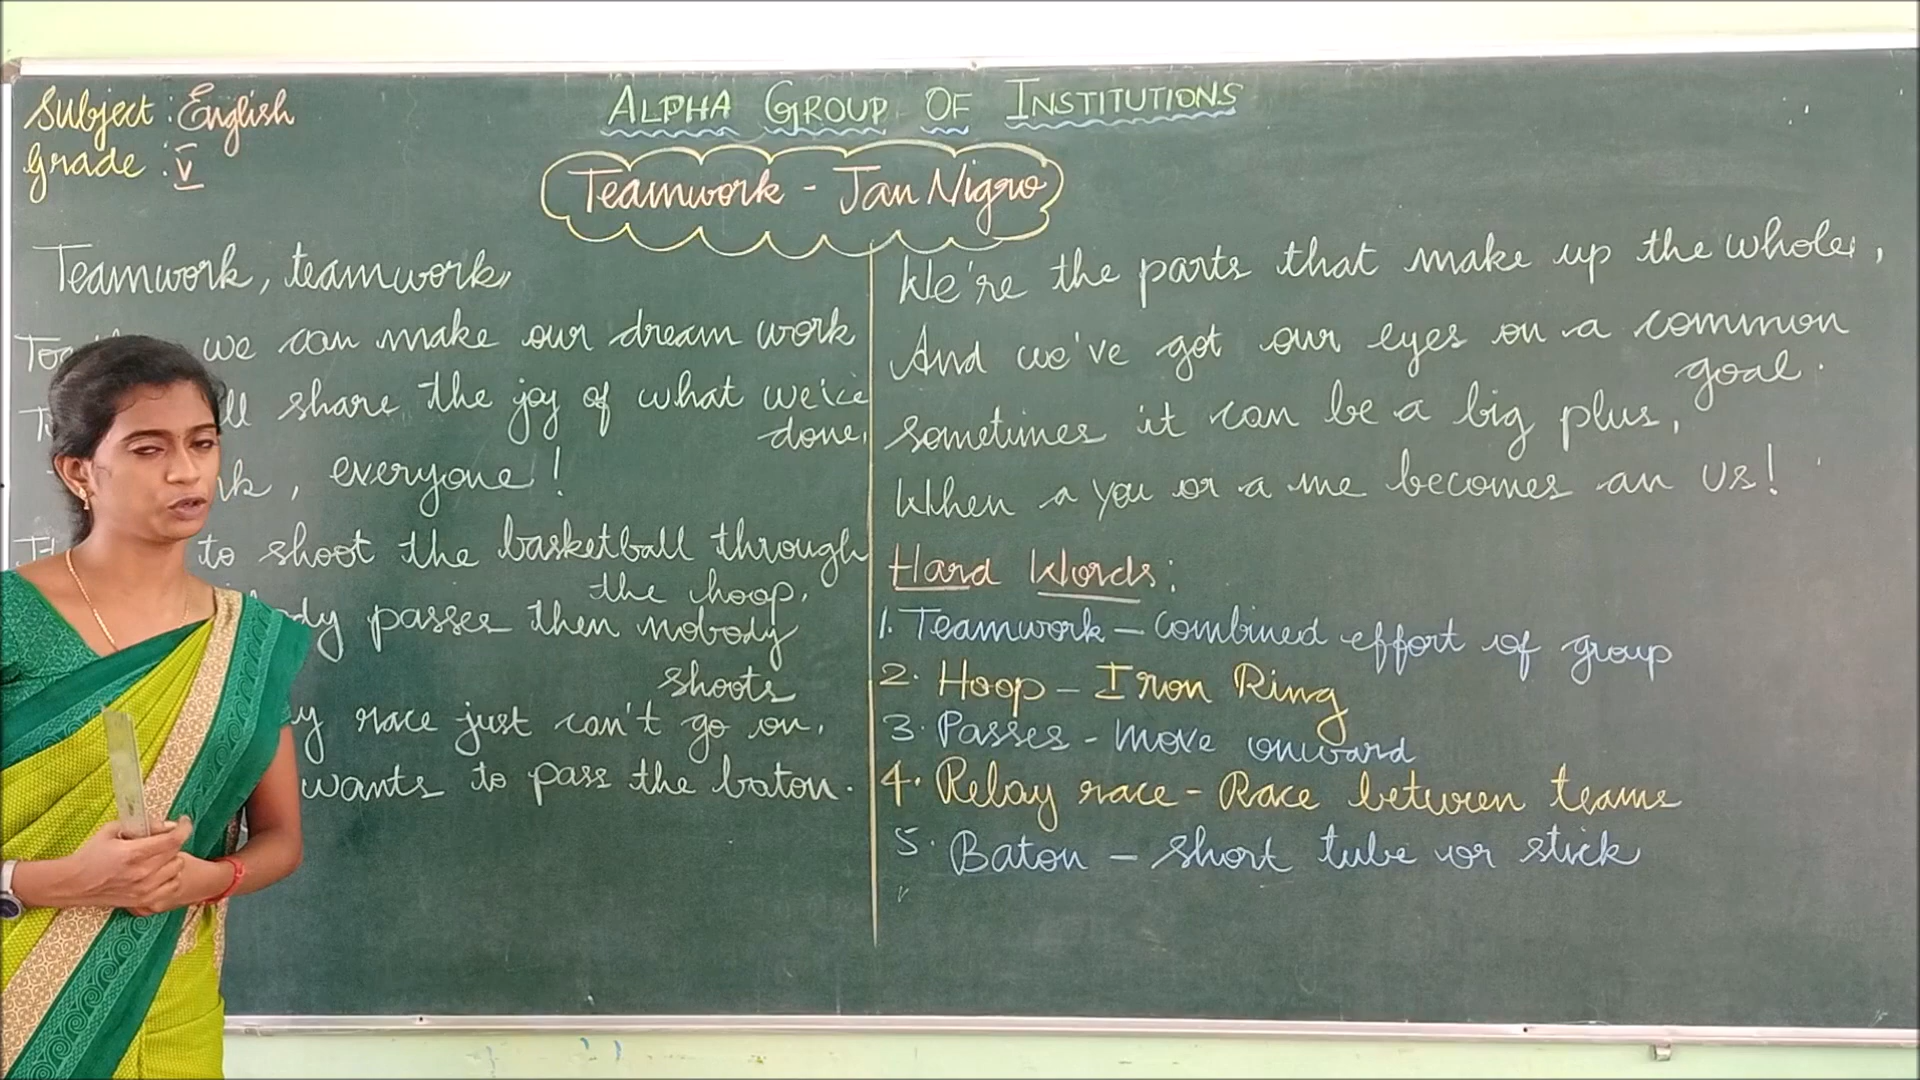 Subject : English
Grade : V
ALPHA GROUP OF INSTITUTIONS
Teamwork - Jan Nigro
Teamwork, teamwork,
we can make our dream work
share the joy of what we've
done,
everyone!
to shoot the basketball through
the hoop,
passes then nobody
shoots
race just can't go on,
wants to pass the baton.
We're the parts that make up the whole,
And we've got our eyes on a common
goal.
Sometimes it can be a big plus,
When a you or a me becomes an us!
Hard Words:
1. Teamwork – combined effort of group
2. Hoop – Iron Ring
3. Passes - Move onward
4. Relay race - Race between teams
5. Baton – short tube or stick